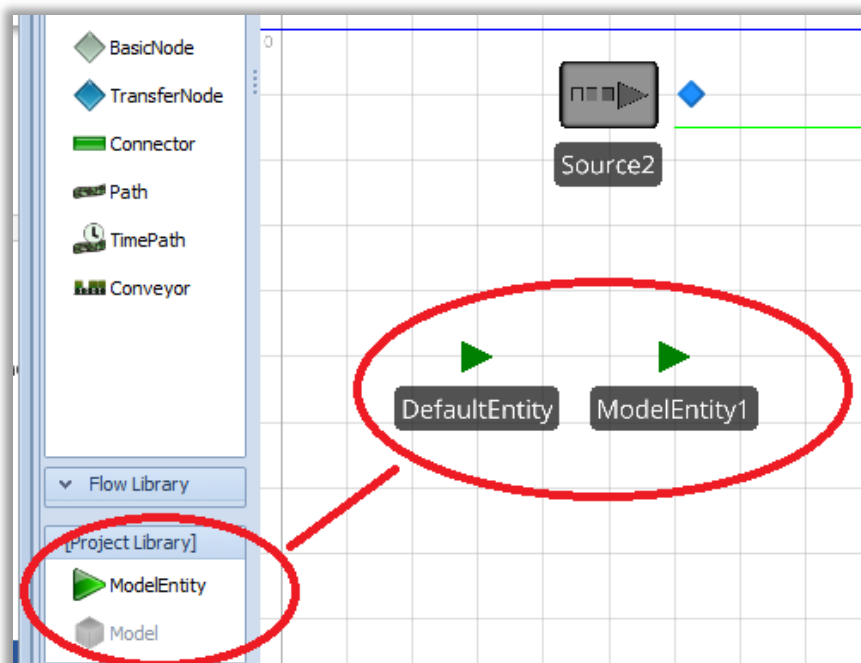 BasicNode
TransferNode
Connector
Path
TimePath
Conveyor
Flow Library
[Project Library]
ModelEntity
Model
0
Source2
DefaultEntity
ModelEntity1